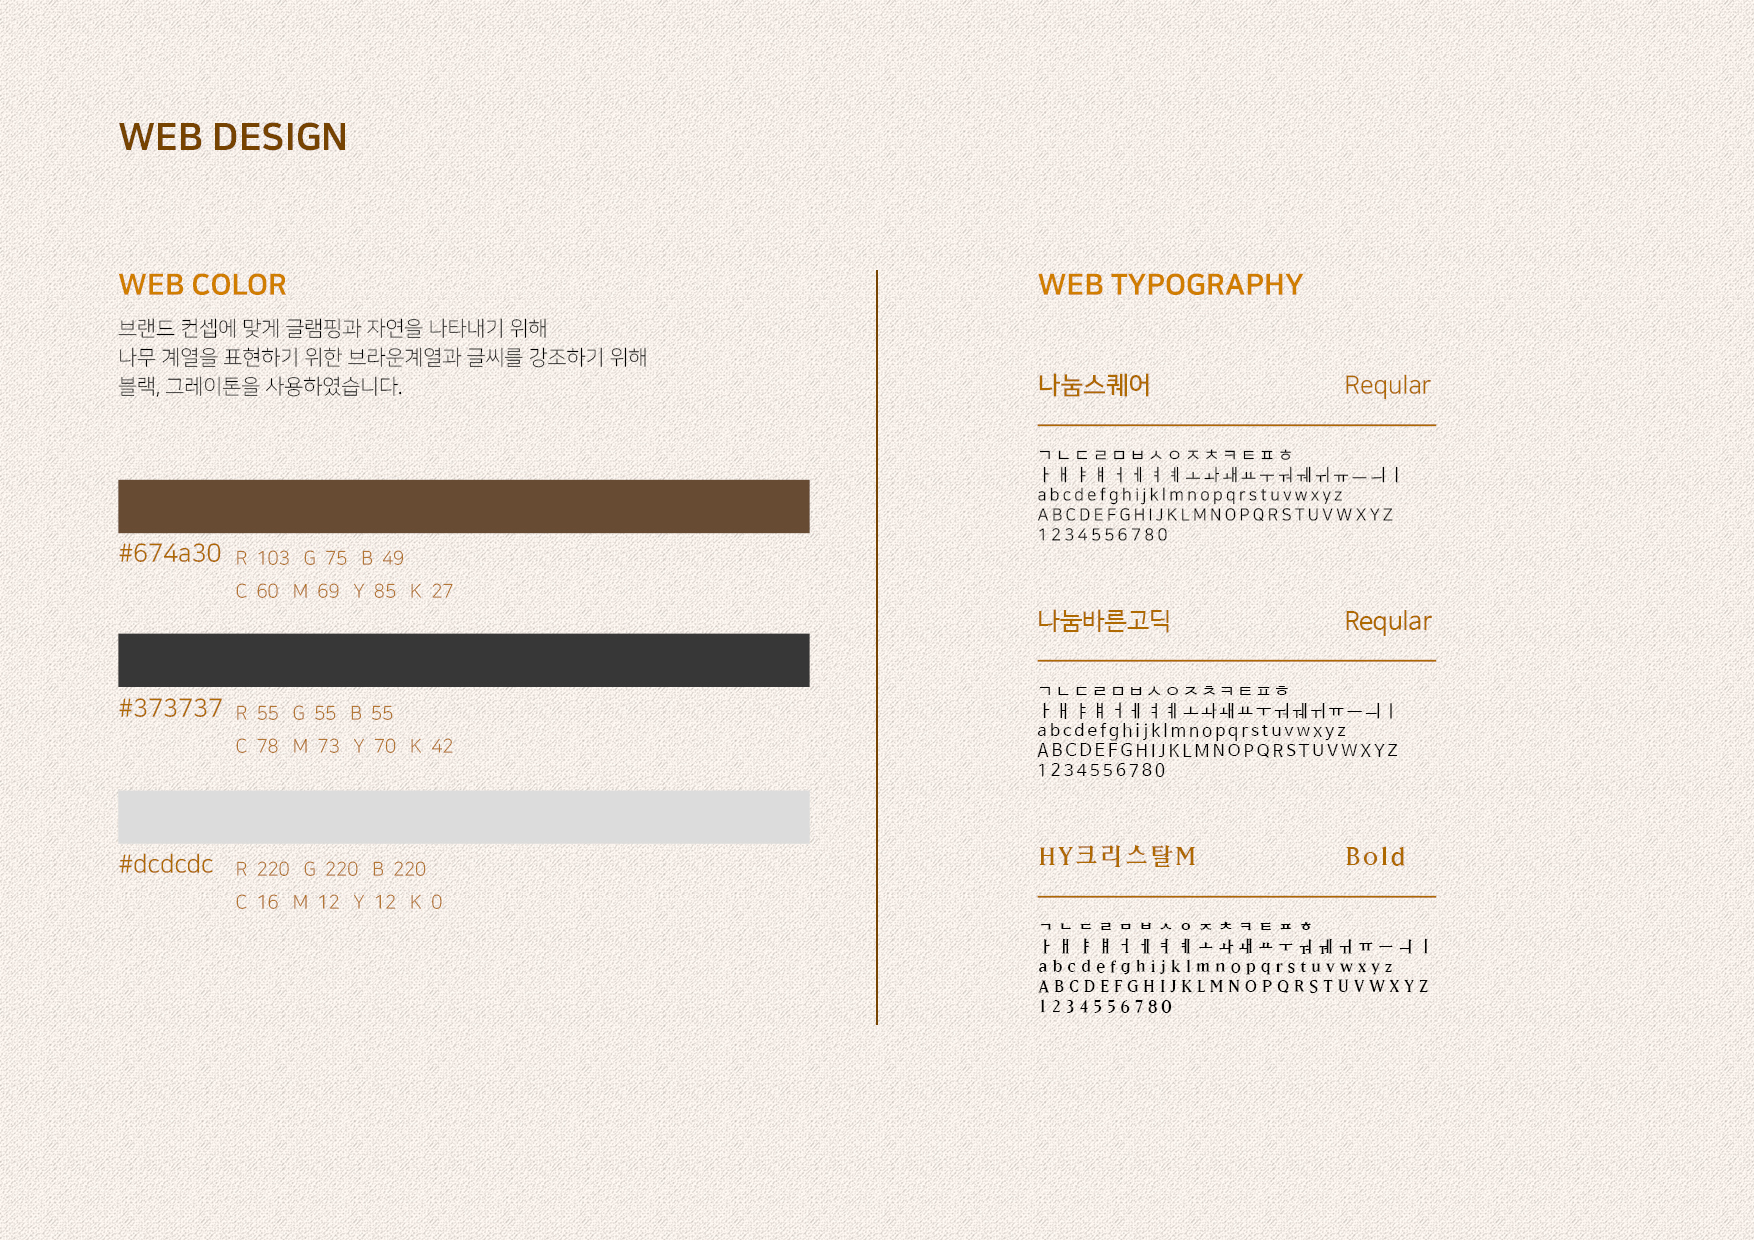 WEB DESIGN
WEB COLOR
브랜드 컨셉에 맞게 글램핑과 자연을 나타내기 위해
나무 계열을 표현하기 위한 브라운계열과 글씨를 강조하기 위해
블랙, 그레이톤을 사용하였습니다.
#674a30 R 103 G 75 B 49
C 60 M 69 Y 85 K 27
#373737 R 55 G 55 B 55
C 78 M 73 Y 70 K 42
#dcdcdc R 220 G 220 B 220
C 16 M 12 Y 12 K 0
WEB TYPOGRAPHY
나눔스퀘어 Reqular
ㄱㄴㄷㄹㅁㅂㅅㅇㅈㅊㅋㅌㅍㅎ
ㅏㅐㅑㅒㅓㅔㅕㅖㅗㅘㅙㅛㅜㅝㅞㅟㅠㅡㅢㅣ
abcdefghijklmnopqrstuvwxyz
ABCDEFGHIJKLMNOPQRSTUVWXYZ
1234556780
나눔바른고딕 Reqular
ㄱㄴㄷㄹㅁㅂㅅㅇㅈㅊㅋㅌㅍㅎ
ㅏㅐㅑㅒㅓㅔㅕㅖㅗㅘㅙㅛㅜㅝㅞㅟㅠㅡㅢㅣ
abcdefghijklmnopqrstuvwxyz
ABCDEFGHIJKLMNOPQRSTUVWXYZ
1234556780
HY크리스탈M Bold
ㄱㄴㄷㄹㅁㅂㅅㅇㅈㅊㅋㅌㅍㅎ
ㅏㅐㅑㅒㅓㅔㅕㅖㅗㅘㅙㅛㅜㅝㅞㅟㅠㅡㅢㅣ
abcdefghijklmnopqrstuvwxyz
ABCDEFGHIJKLMNOPQRSTUVWXYZ
1234556780